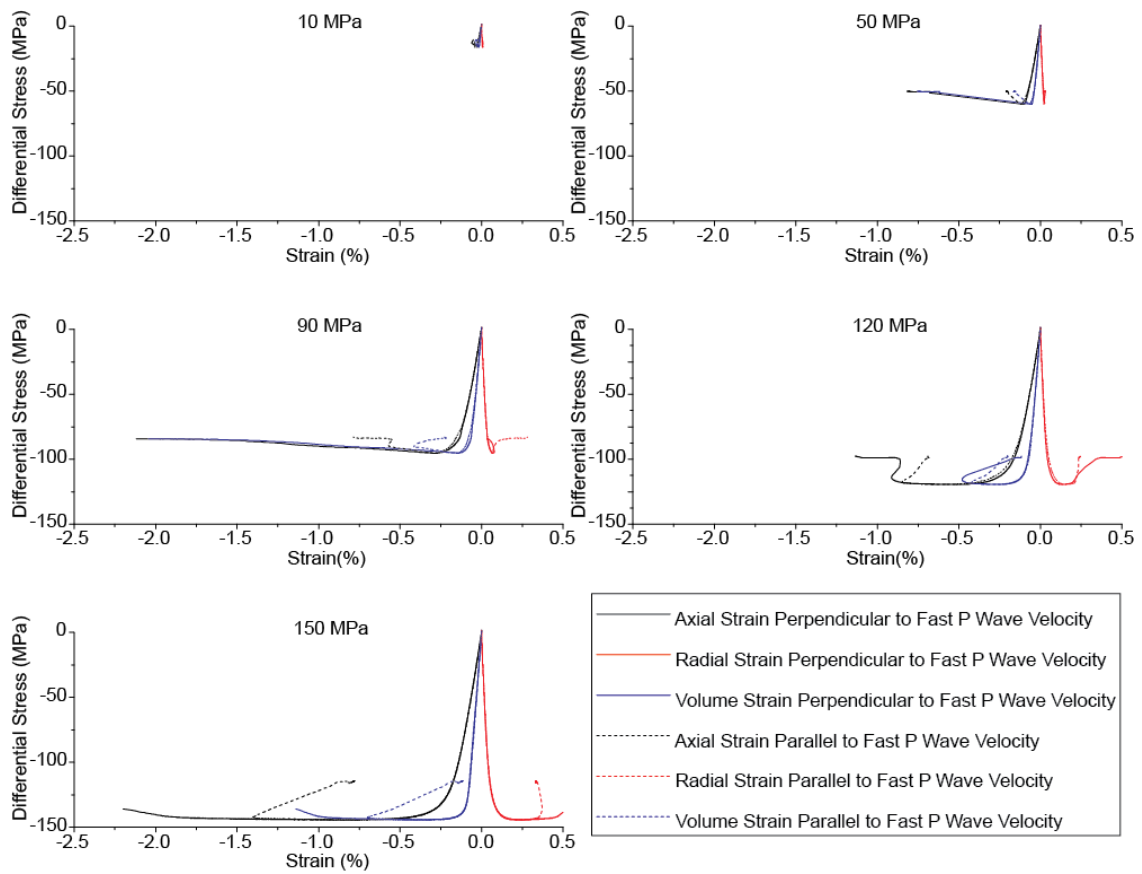 10 MPa
Differential Stress (MPa)
0
-50
-100
-150
-2.5 -2.0 -1.5 -1.0 -0.5 0.0 0.5
Strain (%)
50 MPa
Differential Stress (MPa)
0
-50
-100
-150
-2.5 -2.0 -1.5 -1.0 -0.5 0.0 0.5
Strain (%)
90 MPa
Differential Stress (MPa)
0
-50
-100
-150
-2.5 -2.0 -1.5 -1.0 -0.5 0.0 0.5
Strain(%)
120 MPa
Differential Stress (MPa)
0
-50
-100
-150
-2.5 -2.0 -1.5 -1.0 -0.5 0.0 0.5
Strain(%)
150 MPa
Differential Stress (MPa)
0
-50
-100
-150
-2.5 -2.0 -1.5 -1.0 -0.5 0.0 0.5
Strain (%)
Axial Strain Perpendicular to Fast P Wave Velocity
Radial Strain Perpendicular to Fast P Wave Velocity
Volume Strain Perpendicular to Fast P Wave Velocity
Axial Strain Parallel to Fast P Wave Velocity
Radial Strain Parallel to Fast P Wave Velocity
Volume Strain Parallel to Fast P Wave Velocity